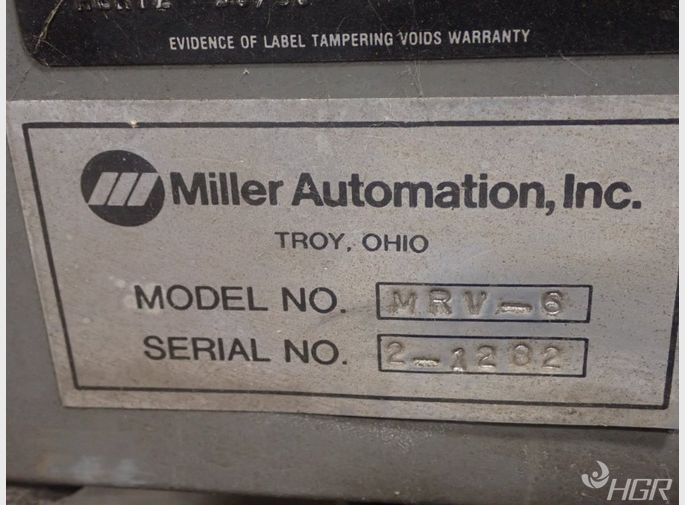 EVIDENCE OF LABEL TAMPERING VOIDS WARRANTY
Miller Automation, Inc.
TROY, OHIO
MODEL NO. MRV-6
SERIAL NO. 2-1282
HGR